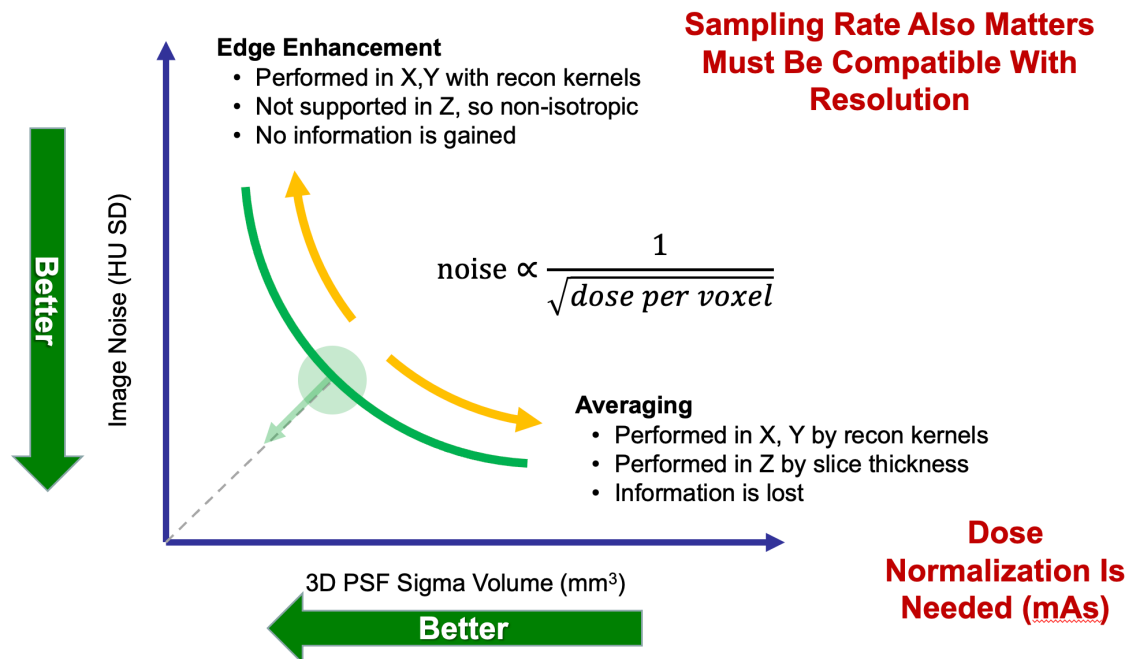 Sampling Rate Also Matters
Must Be Compatible With
Resolution
Edge Enhancement
• Performed in X,Y with recon kernels
• Not supported in Z, so non-isotropic
• No information is gained
Better
Image Noise (HU SD)
noise ∝ 1 / √dose per voxel
Averaging
• Performed in X, Y by recon kernels
• Performed in Z by slice thickness
• Information is lost
Dose
Normalization Is
Needed (mAs)
3D PSF Sigma Volume (mm³)
Better